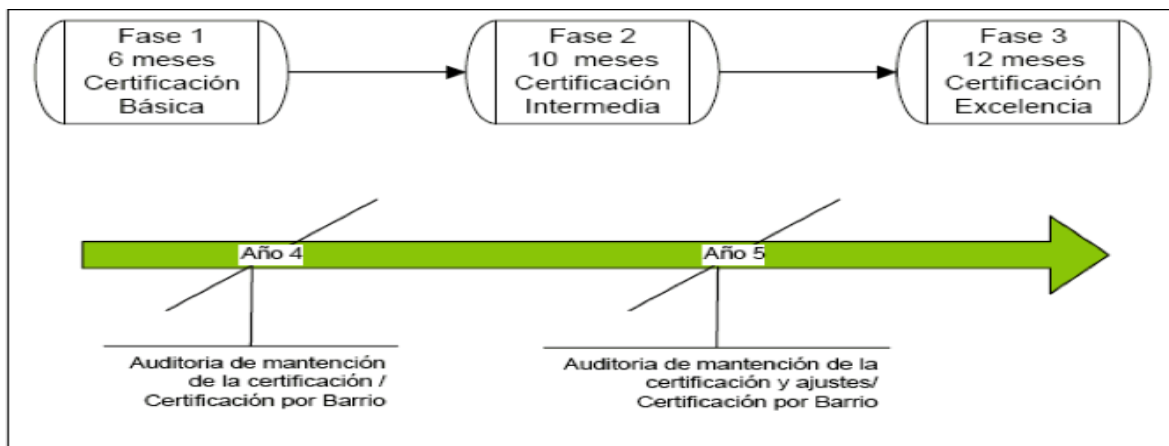 Fase 1
6 meses
Certificación
Básica
Fase 2
10 meses
Certificación
Intermedia
Fase 3
12 meses
Certificación
Excelencia
Año 4
Año 5
Auditoria de mantención
de la certificación /
Certificación por Barrio
Auditoria de mantención de la
certificación y ajustes/
Certificación por Barrio